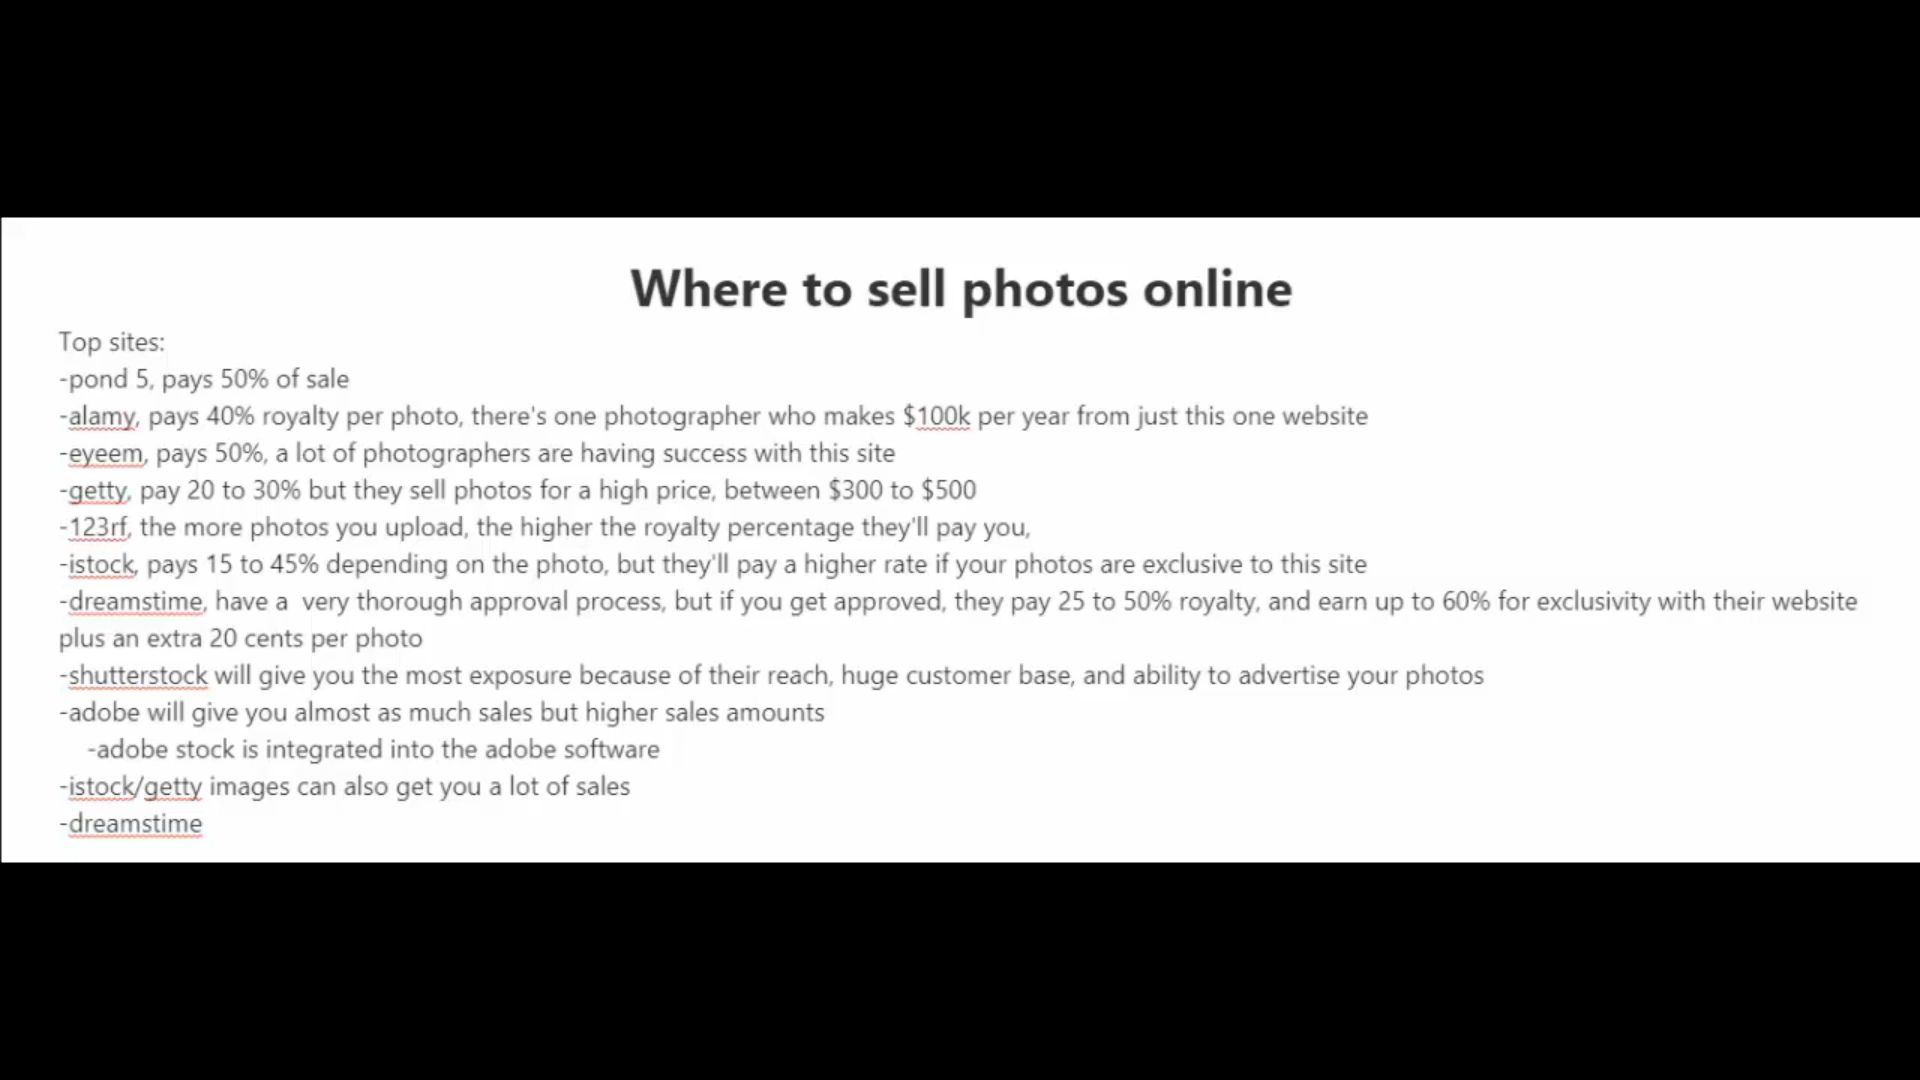 Where to sell photos online
Top sites:
-pond 5, pays 50% of sale
-alamy, pays 40% royalty per photo, there's one photographer who makes $100k per year from just this one website
-eyeem, pays 50%, a lot of photographers are having success with this site
-getty, pay 20 to 30% but they sell photos for a high price, between $300 to $500
-123rf, the more photos you upload, the higher the royalty percentage they'll pay you,
-istock, pays 15 to 45% depending on the photo, but they'll pay a higher rate if your photos are exclusive to this site
-dreamstime, have a  very thorough approval process, but if you get approved, they pay 25 to 50% royalty, and earn up to 60% for exclusivity with their website
plus an extra 20 cents per photo
-shutterstock will give you the most exposure because of their reach, huge customer base, and ability to advertise your photos
-adobe will give you almost as much sales but higher sales amounts
-adobe stock is integrated into the adobe software
-istock/getty images can also get you a lot of sales
-dreamstime